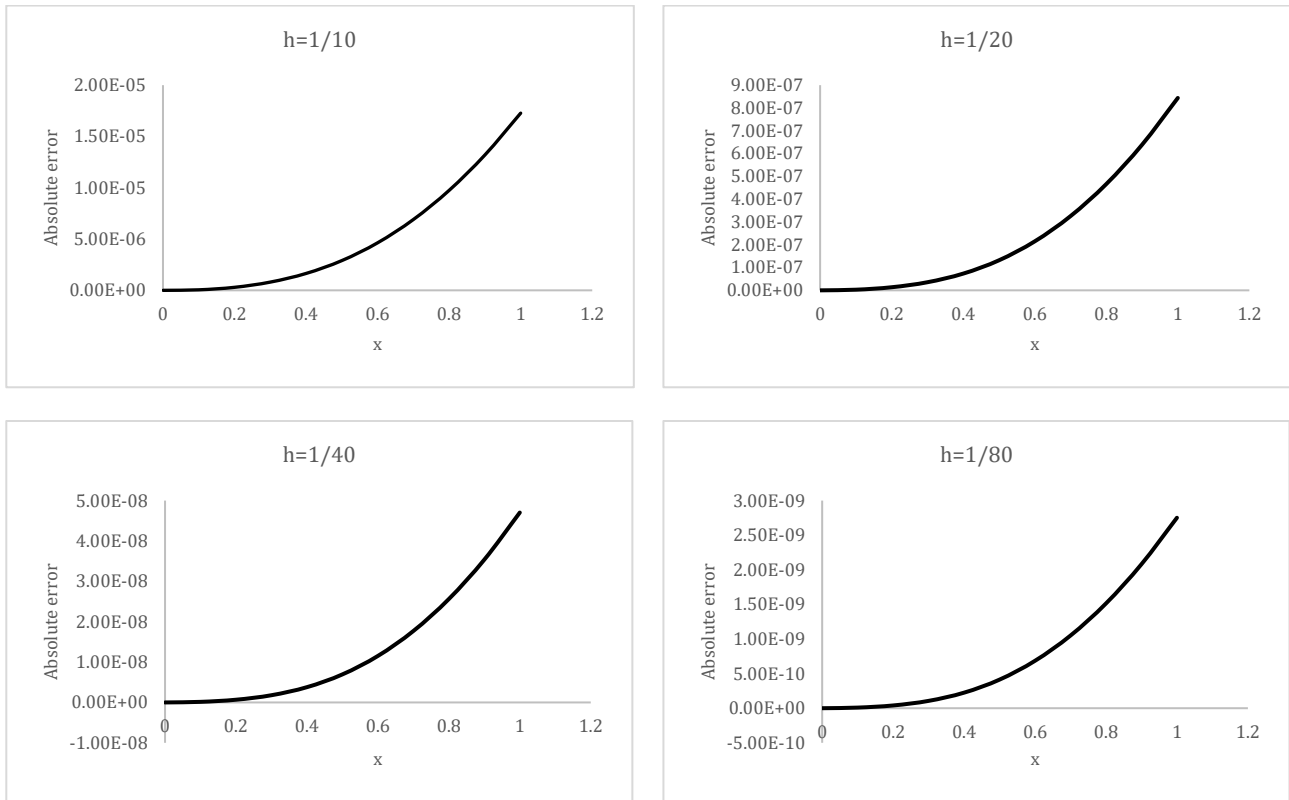 h=1/10
2.00E-05
1.50E-05
1.00E-05
5.00E-06
0.00E+00
Absolute error
0 0.2 0.4 0.6 0.8 1 1.2
x
h=1/20
9.00E-07
8.00E-07
7.00E-07
6.00E-07
5.00E-07
4.00E-07
3.00E-07
2.00E-07
1.00E-07
0.00E+00
Absolute error
0 0.2 0.4 0.6 0.8 1 1.2
x
h=1/40
5.00E-08
4.00E-08
3.00E-08
2.00E-08
1.00E-08
0.00E+00
-1.00E-08
Absolute error
0 0.2 0.4 0.6 0.8 1 1.2
x
h=1/80
3.00E-09
2.50E-09
2.00E-09
1.50E-09
1.00E-09
5.00E-10
0.00E+00
-5.00E-10
Absolute error
0 0.2 0.4 0.6 0.8 1 1.2
x